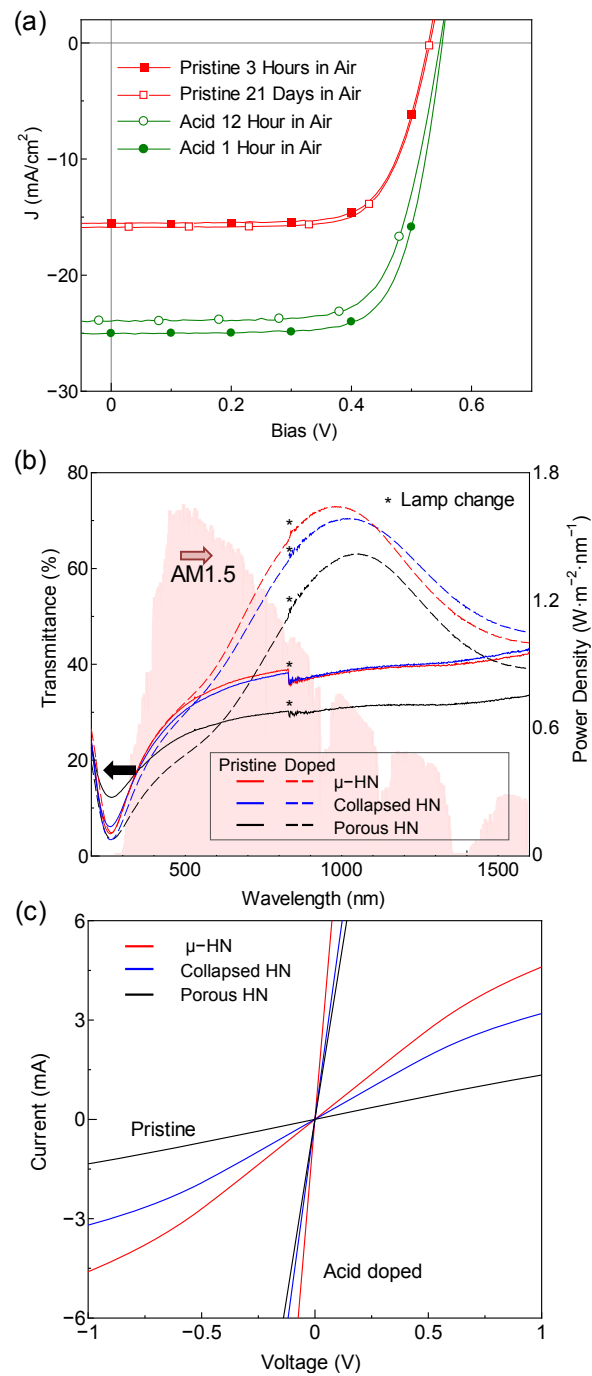 (a)
0
−10
−20
−30
J (mA/cm²)
Pristine 3 Hours in Air
Pristine 21 Days in Air
Acid 12 Hour in Air
Acid 1 Hour in Air
0 0.2 0.4 0.6
Bias (V)
(b)
80
60
40
20
0
Transmittance (%)
1.8
1.2
0.6
0
Power Density (W·m⁻²·nm⁻¹)
* Lamp change
AM1.5
*
*
*
*
*
Pristine Doped
μ−HN
Collapsed HN
Porous HN
500 1000 1500
Wavelength (nm)
(c)
6
3
0
−3
−6
Current (mA)
μ−HN
Collapsed HN
Porous HN
Pristine
Acid doped
−1 −0.5 0 0.5 1
Voltage (V)